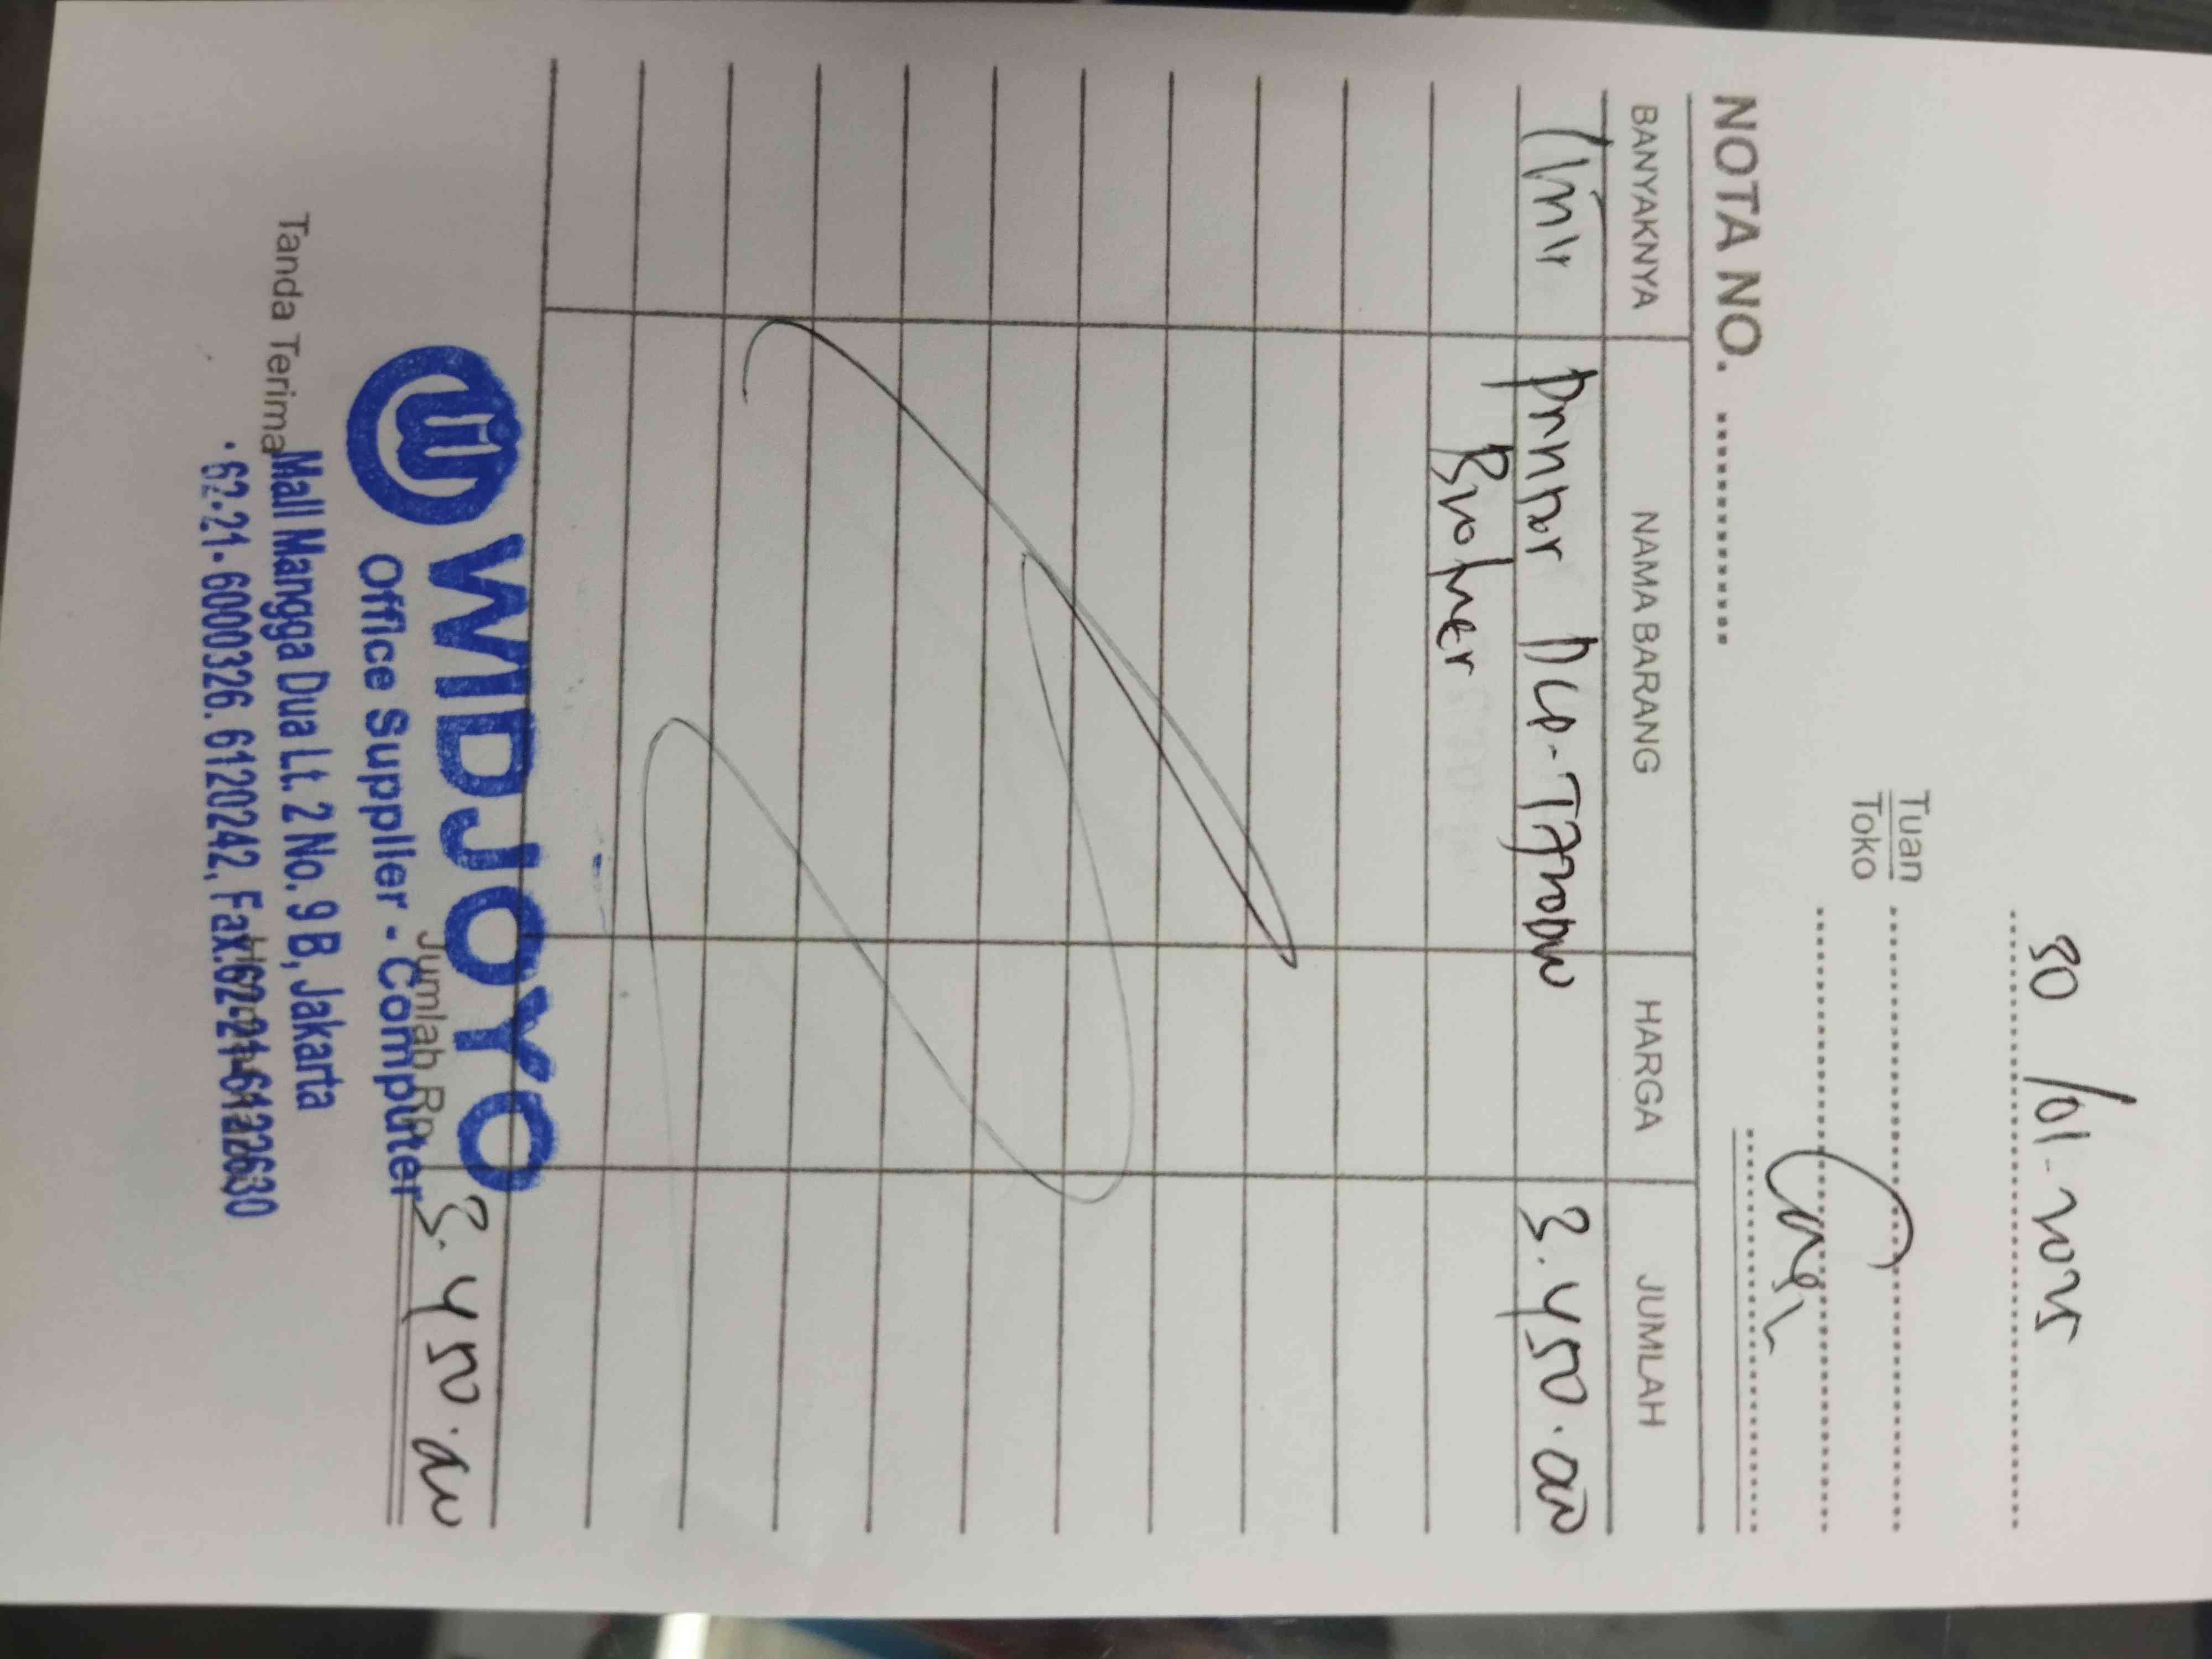 30/01-2025
Tuan
Toko
Cash
NOTA NO.
BANYAKNYA NAMA BARANG HARGA JUMLAH
1 Unit Printer DCP-T720DW 3.450.000
Brother
WIDJOYO
Jumlah Rp. 3.450.000
Office Supplier - Computer
Tanda Terima
Mall Mangga Dua Lt. 2 No. 9 B, Jakarta
62-21-6000326. 6120242, Fax.62-21-6122630